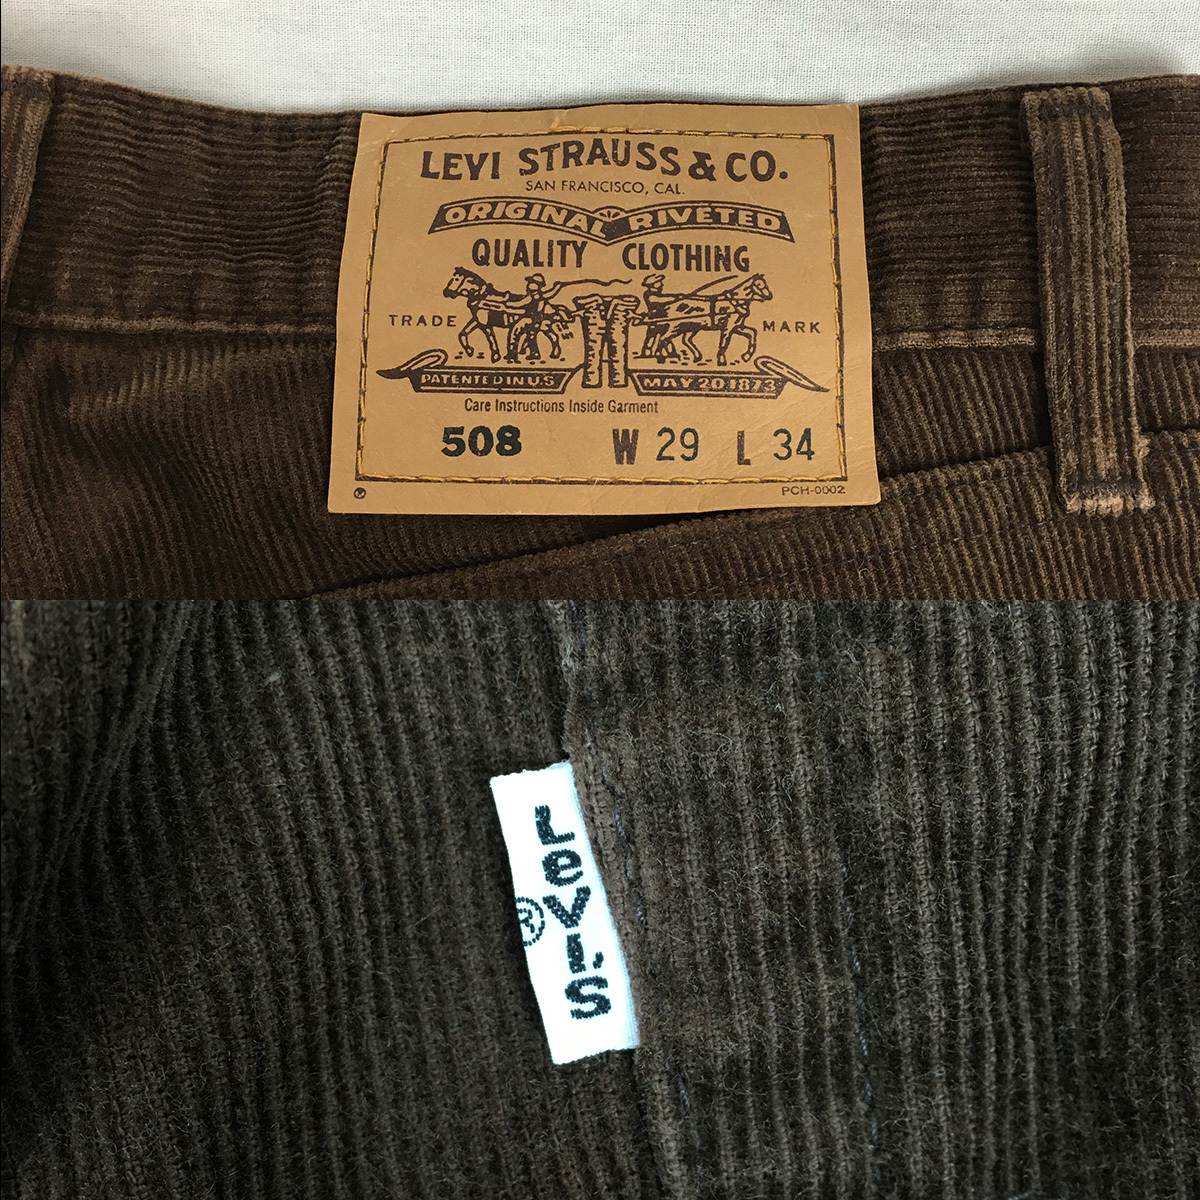 LEVI STRAUSS & CO.
SAN FRANCISCO, CAL.
ORIGINAL RIVETED
QUALITY CLOTHING
TRADE MARK
PATENTED IN U.S MAY 20 1873
Care Instructions Inside Garment
508 W 29 L 34
PCH-0002
LeVI'S
®